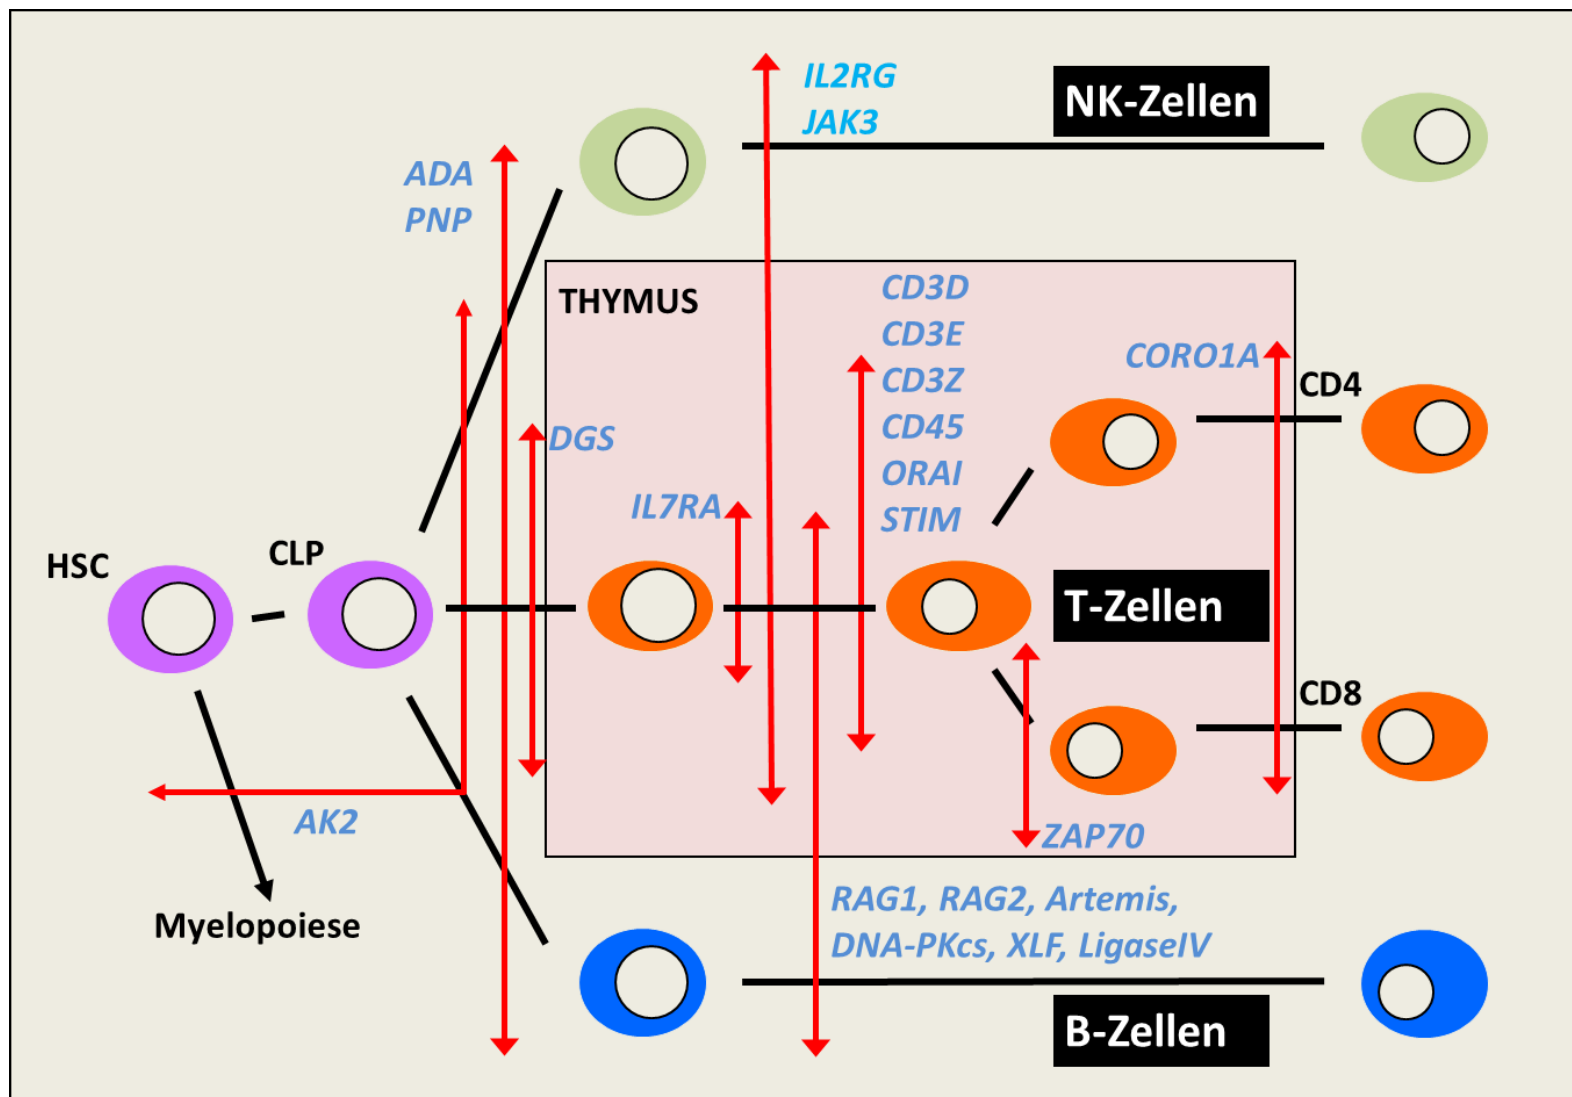 IL2RG
JAK3
NK-Zellen
ADA
PNP
THYMUS
CD3D
CD3E
CD3Z
CD45
ORAI
STIM
CORO1A
CD4
DGS
IL7RA
HSC
CLP
T-Zellen
CD8
AK2
ZAP70
Myelopoiese
RAG1, RAG2, Artemis,
DNA-PKcs, XLF, LigaseIV
B-Zellen